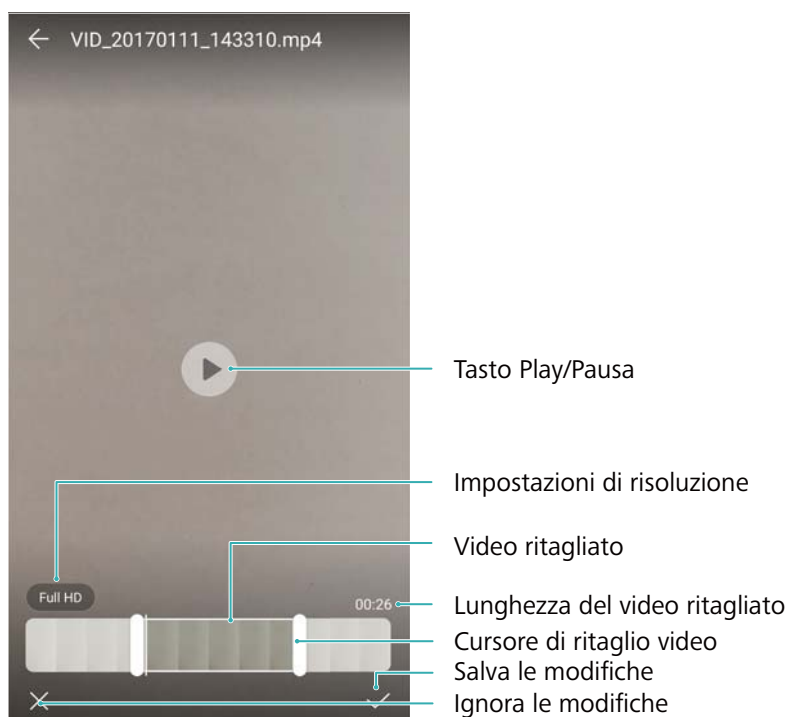 VID_20170111_143310.mp4
Tasto Play/Pausa
Impostazioni di risoluzione
Video ritagliato
Full HD
00:26
Lunghezza del video ritagliato
Cursore di ritaglio video
Salva le modifiche
Ignora le modifiche